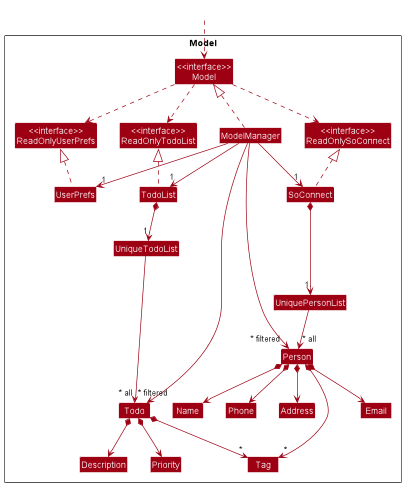 Model
<<interface>>
Model
<<interface>>
ReadOnlyUserPrefs
<<interface>>
ReadOnlyTodoList
ModelManager
<<interface>>
ReadOnlySoConnect
1
UserPrefs
1
TodoList
1
SoConnect
1
UniqueTodoList
1
UniquePersonList
* filtered
* all
Person
* all
* filtered
Todo
Name
Phone
Address
Email
*
*
Description
Priority
Tag